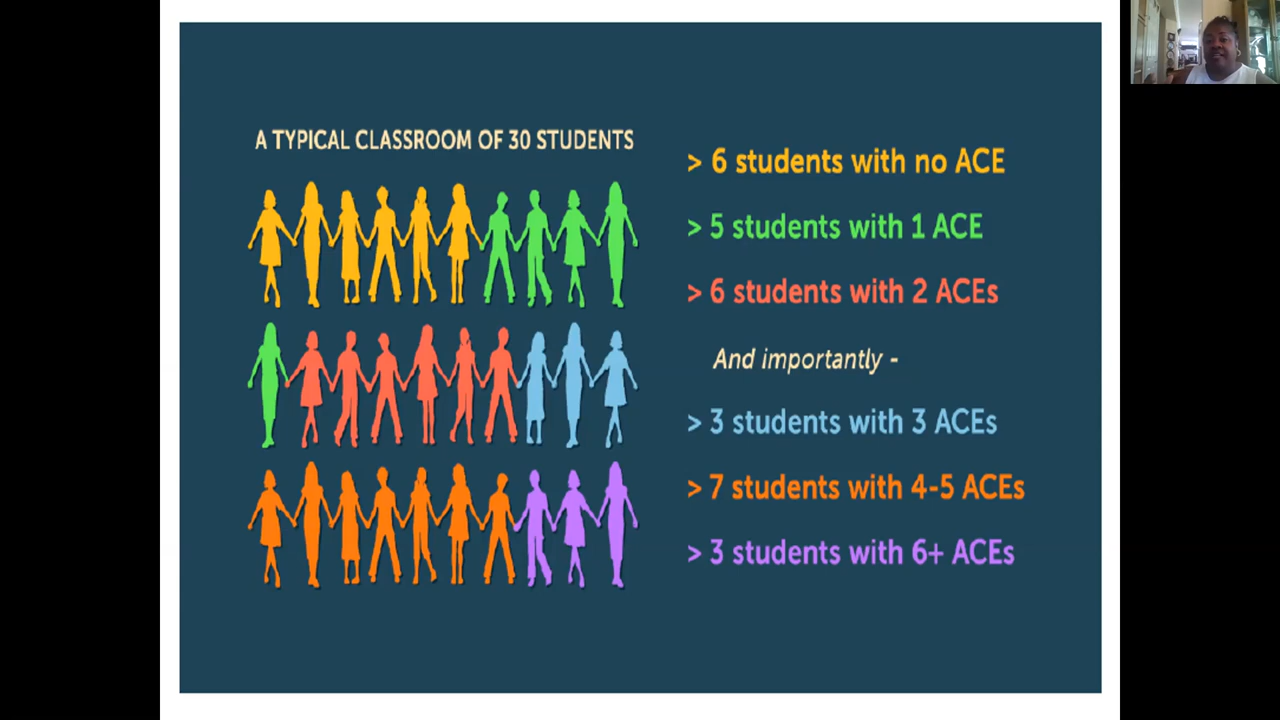 A TYPICAL CLASSROOM OF 30 STUDENTS
> 6 students with no ACE
> 5 students with 1 ACE
> 6 students with 2 ACEs
And importantly -
> 3 students with 3 ACEs
> 7 students with 4-5 ACEs
> 3 students with 6+ ACEs